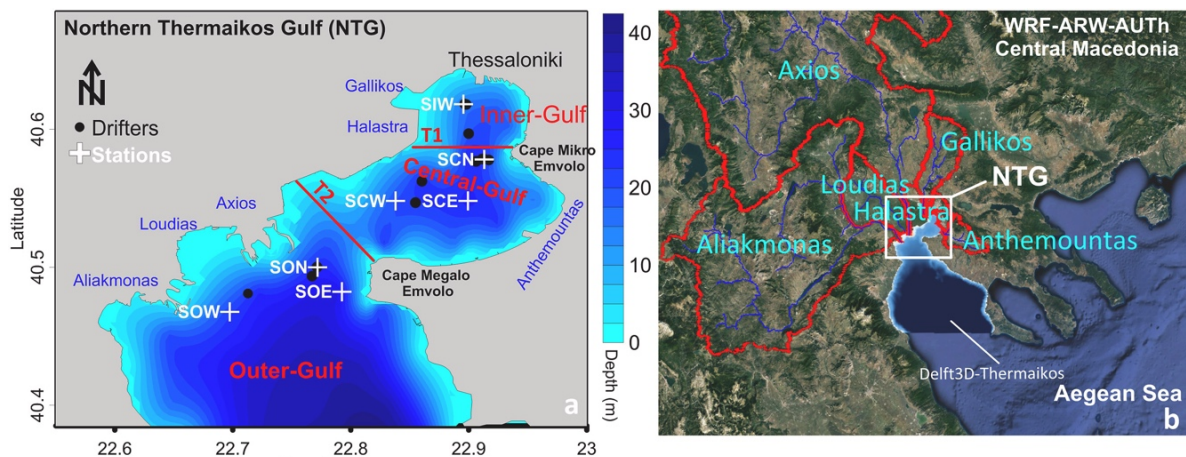 Northern Thermaikos Gulf (NTG)
N
Drifters
Stations
Thessaloniki
Gallikos
SIW
Inner-Gulf
Halastra
T1
Cape Mikro
Emvolo
SCN
Central-Gulf
T2
SCW
SCE
Axios
Loudias
Anthemountas
Aliakmonas
SON
SOE
SOW
Cape Megalo
Emvolo
Outer-Gulf
a
Latitude
40.6
40.5
40.4
22.6
22.7
22.8
22.9
23
40
30
20
10
0
Depth (m)
WRF-ARW-AUTh
Central Macedonia
Axios
Gallikos
Loudias
NTG
Halastra
Aliakmonas
Anthemountas
Delft3D-Thermaikos
Aegean Sea
b